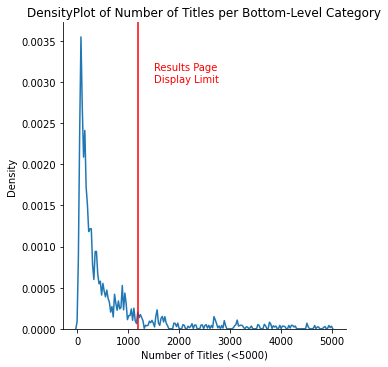 DensityPlot of Number of Titles per Bottom-Level Category
0.0035
0.0030
0.0025
0.0020
0.0015
0.0010
0.0005
0.0000
Density
Results Page
Display Limit
0 1000 2000 3000 4000 5000
Number of Titles (<5000)